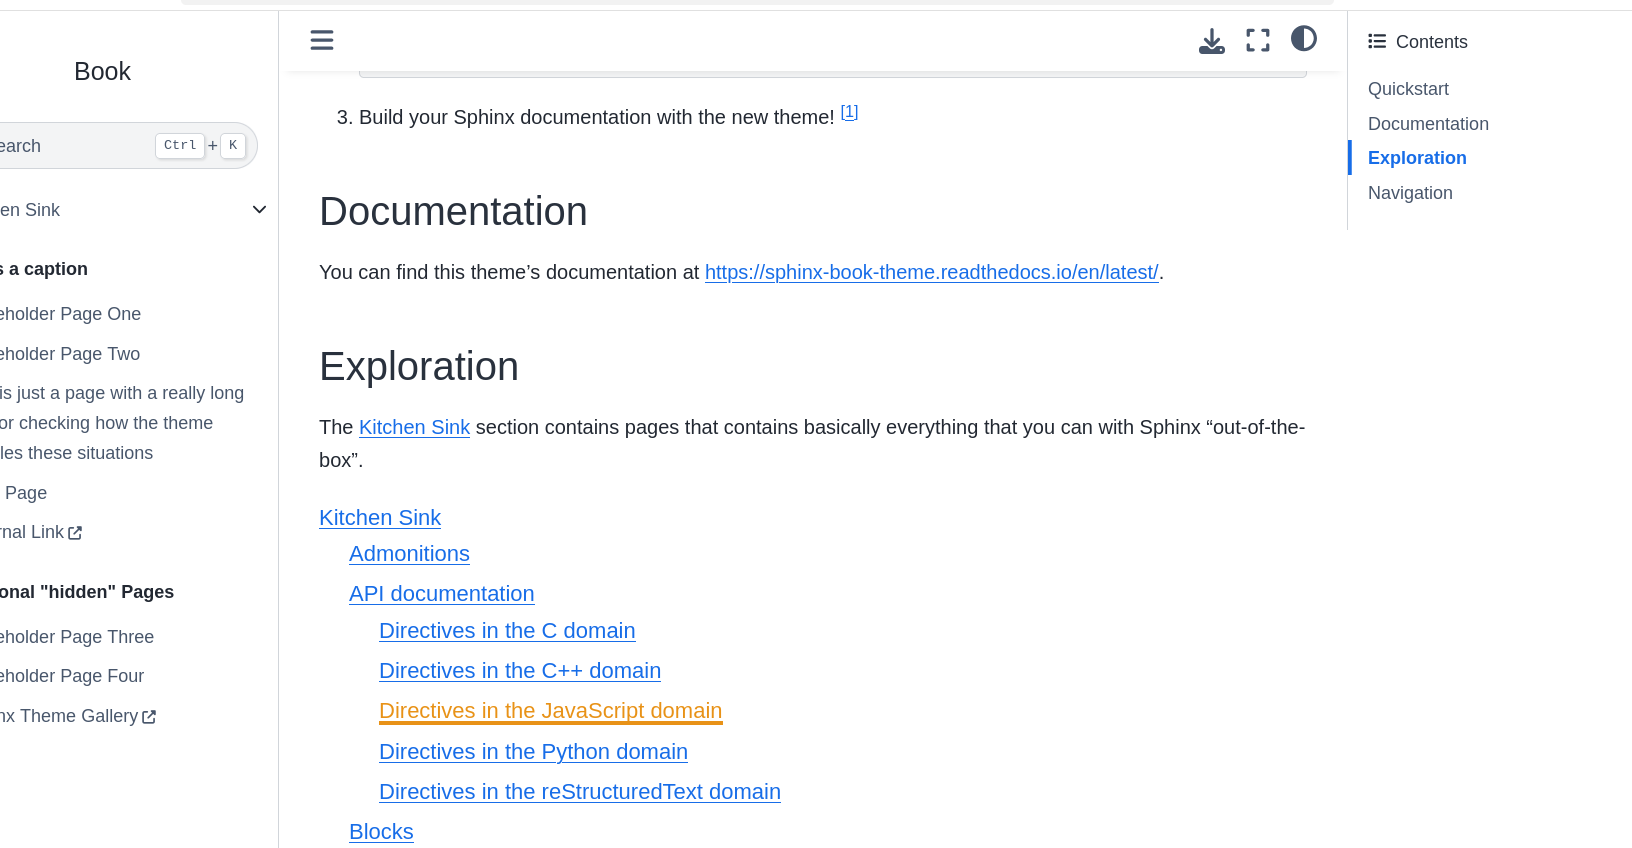 Book
earch
Ctrl + K
en Sink
s a caption
eholder Page One
eholder Page Two
is just a page with a really long
or checking how the theme
les these situations
Page
rnal Link
onal "hidden" Pages
eholder Page Three
eholder Page Four
nx Theme Gallery
3. Build your Sphinx documentation with the new theme! [1]
Documentation
You can find this theme’s documentation at https://sphinx-book-theme.readthedocs.io/en/latest/.
Exploration
The Kitchen Sink section contains pages that contains basically everything that you can with Sphinx “out-of-the-
box”.
Kitchen Sink
Admonitions
API documentation
Directives in the C domain
Directives in the C++ domain
Directives in the JavaScript domain
Directives in the Python domain
Directives in the reStructuredText domain
Blocks
Contents
Quickstart
Documentation
Exploration
Navigation